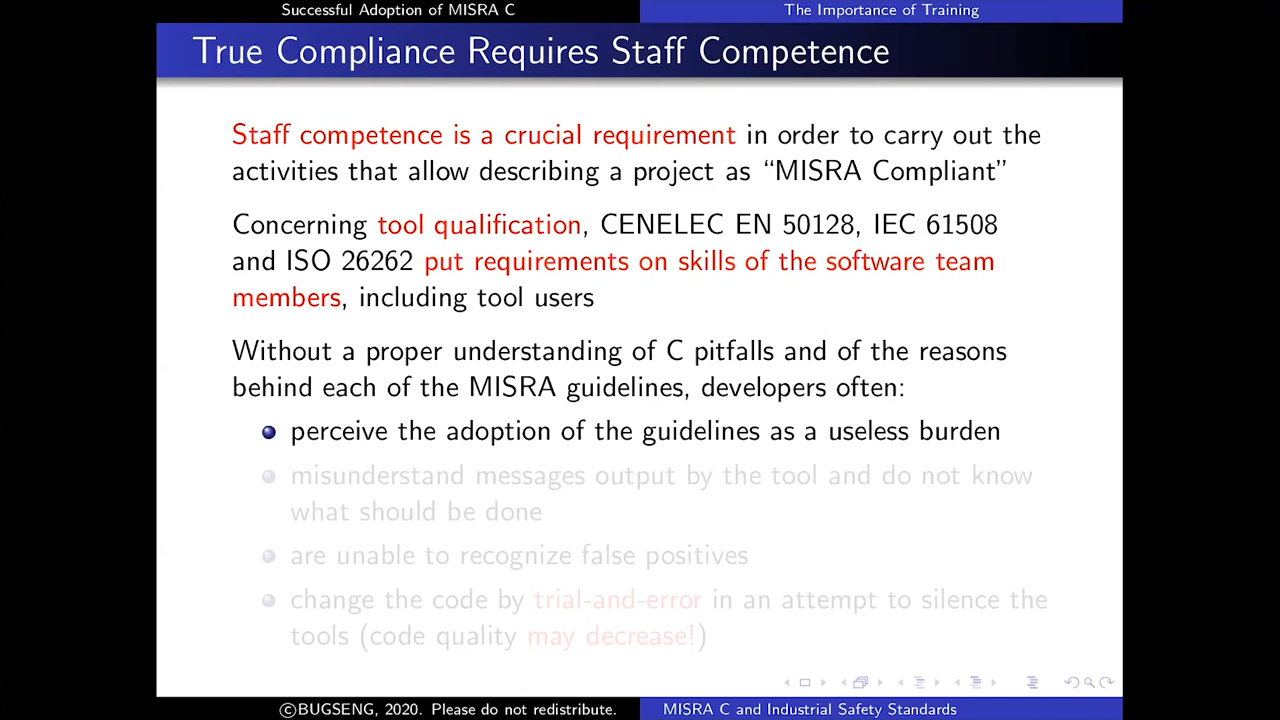 Successful Adoption of MISRA C
The Importance of Training
True Compliance Requires Staff Competence
Staff competence is a crucial requirement in order to carry out the
activities that allow describing a project as “MISRA Compliant”
Concerning tool qualification, CENELEC EN 50128, IEC 61508
and ISO 26262 put requirements on skills of the software team
members, including tool users
Without a proper understanding of C pitfalls and of the reasons
behind each of the MISRA guidelines, developers often:
perceive the adoption of the guidelines as a useless burden
misunderstand messages output by the tool and do not know
what should be done
are unable to recognize false positives
change the code by trial-and-error in an attempt to silence the
tools (code quality may decrease!)
©BUGSENG, 2020. Please do not redistribute.
MISRA C and Industrial Safety Standards